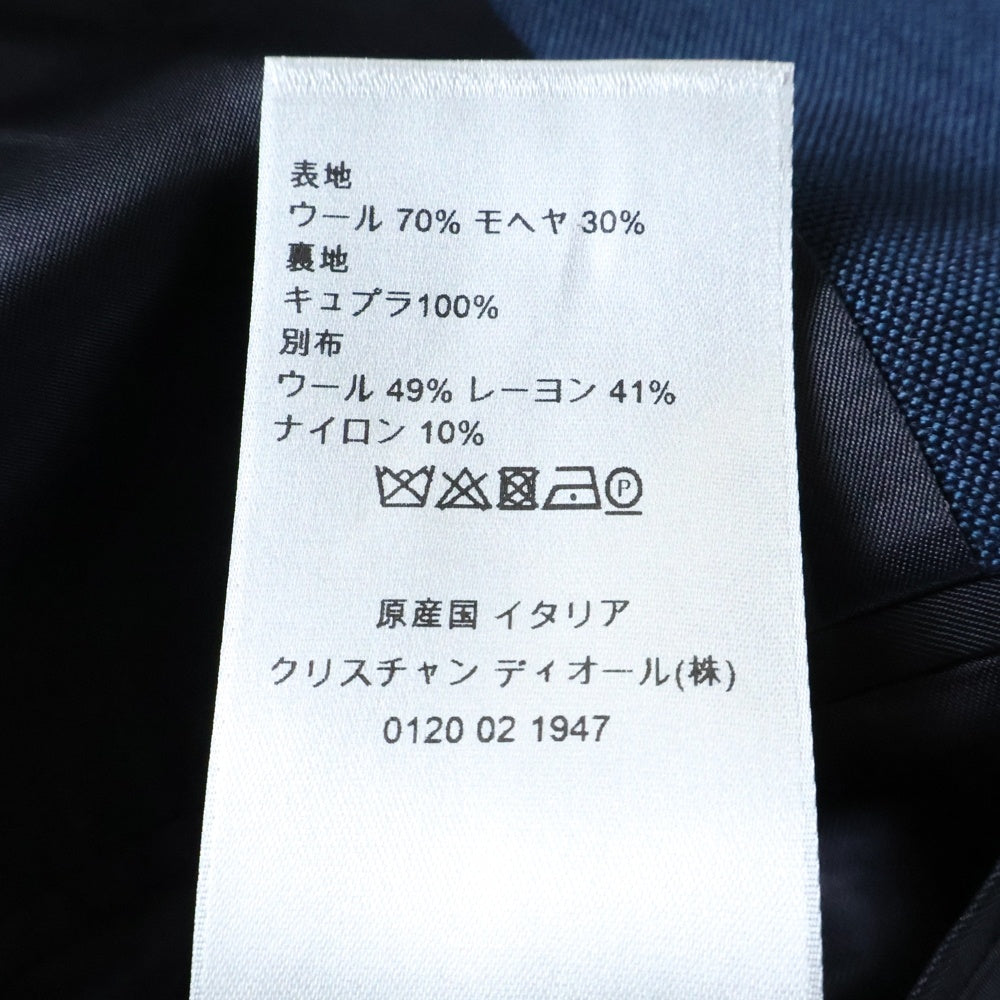 表地
ウール 70% モヘヤ 30%
裏地
キュプラ100%
別布
ウール 49% レーヨン 41%
ナイロン 10%
P
原産国 イタリア
クリスチャン ディオール(株)
0120 02 1947